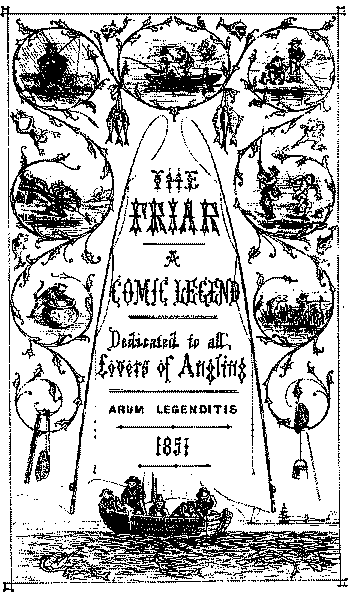 THE
FRIAR
A
COMIC LEGEND
Dedicated to all,
Lovers of Angling
ARUM LEGENDITIS
1851